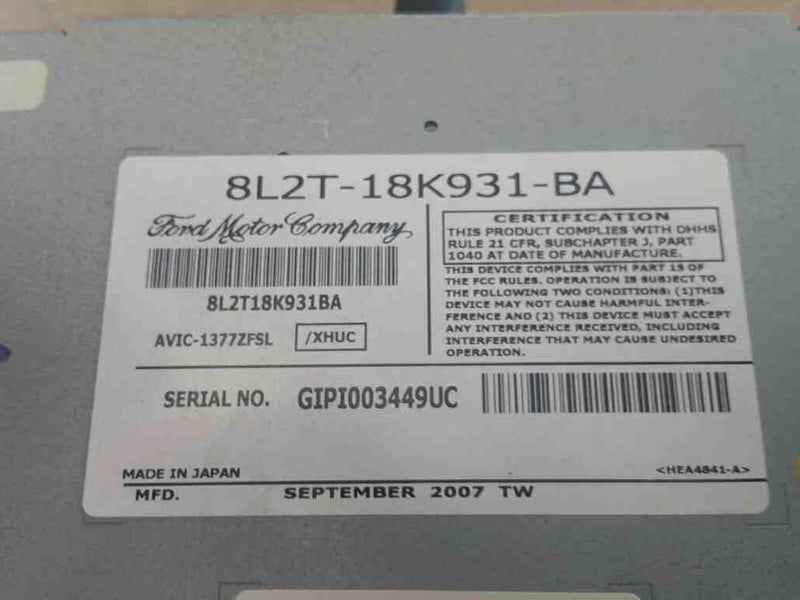 8L2T-18K931-BA
Ford Motor Company
8L2T18K931BA
AVIC-1377ZFSL /XHUC
CERTIFICATION
THIS PRODUCT COMPLIES WITH DHHS
RULE 21 CFR, SUBCHAPTER J, PART
1040 AT DATE OF MANUFACTURE.
THIS DEVICE COMPLIES WITH PART 15 OF
THE FCC RULES. OPERATION IS SUBJECT TO
THE FOLLOWING TWO CONDITIONS: (1)THIS
DEVICE MAY NOT CAUSE HARMFUL INTER-
FERENCE AND (2) THIS DEVICE MUST ACCEPT
ANY INTERFERENCE RECEIVED, INCLUDING
INTERFERENCE THAT MAY CAUSE UNDESIRED
OPERATION.
SERIAL NO. GIPI003449UC
MADE IN JAPAN <HEA4841-A>
MFD. SEPTEMBER 2007 TW